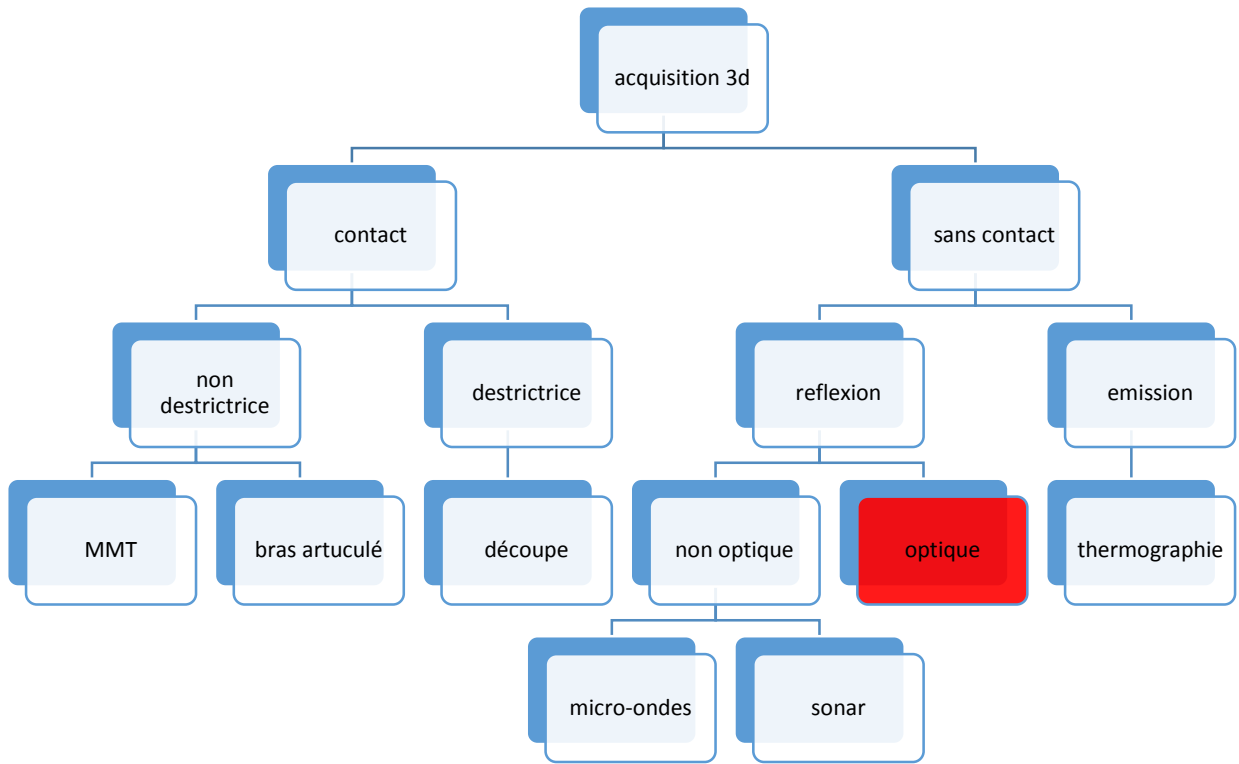 acquisition 3d
contact
sans contact
non
destrictrice
destrictrice
reflexion
emission
MMT
bras artuculé
découpe
non optique
optique
thermographie
micro-ondes
sonar